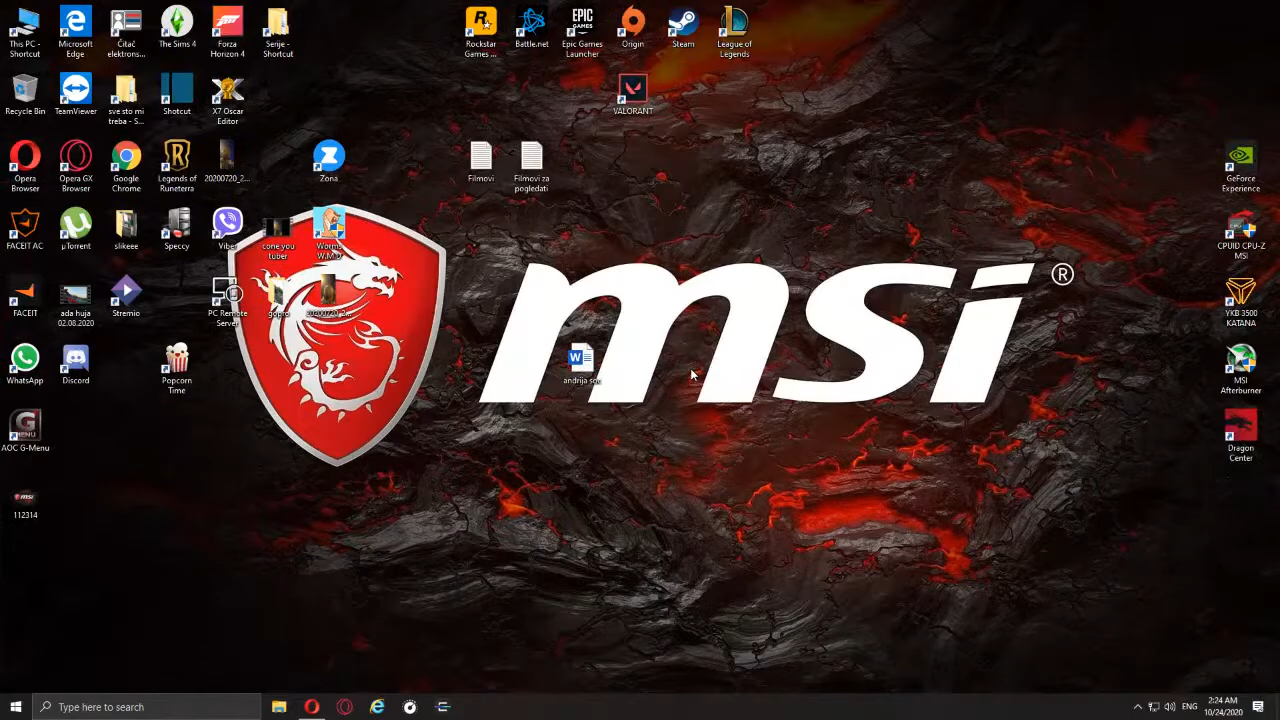 This PC -
Shortcut
Microsoft
Edge
Čitač
elektrons...
The Sims 4
Forza
Horizon 4
Serije -
Shortcut
Rockstar
Games ...
Battle.net
EPIC
GAMES
Epic Games
Launcher
Origin
Steam
League of
Legends
Recycle Bin
TeamViewer
sve sto mi
treba - S...
Shotcut
X7 Oscar
Editor
VALORANT
Opera
Browser
Opera GX
Browser
Google
Chrome
Legends of
Runeterra
20200720_2...
Zona
Filmovi
Filmovi za
pogledati
GeForce
Experience
FACEIT AC
µTorrent
slikeee
Speccy
Viber
cone you
tuber
Worms
W.M.D
CPUID CPU-Z
MSI
FACEIT
ada huja
02.08.2020
Stremio
PC Remote
Server
gopro
20200720_2...
YKB 3500
KATANA
msi®
WhatsApp
Discord
Popcorn
Time
andrija
MSI
Afterburner
G
MENU
AOC G-Menu
Dragon
Center
msi
112314
Type here to search
ENG
2:24 AM
10/24/2020